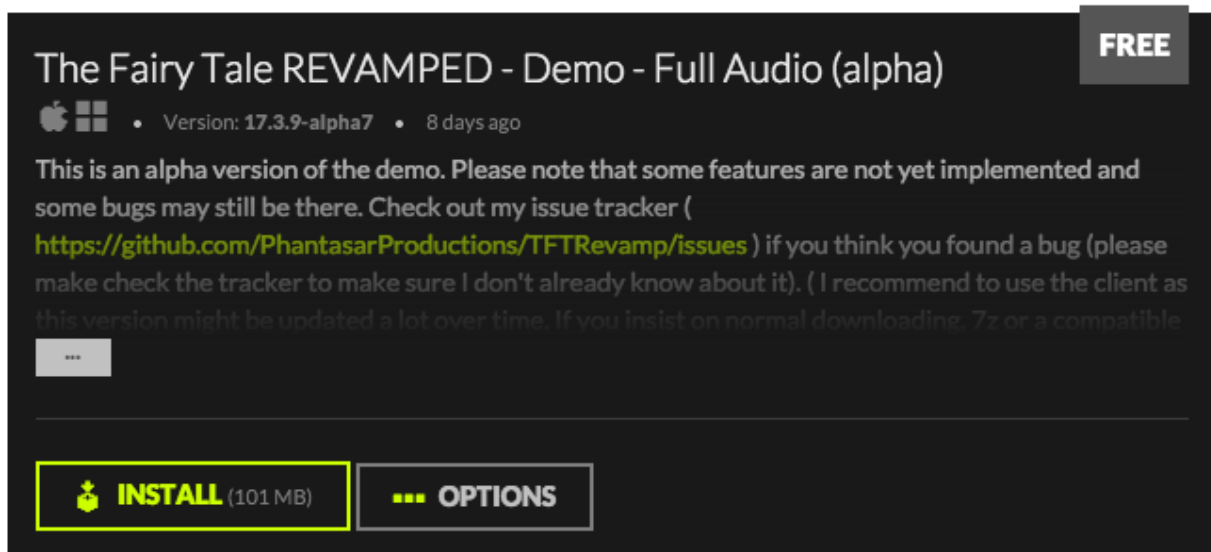 FREE
The Fairy Tale REVAMPED - Demo - Full Audio (alpha)
• Version: 17.3.9-alpha7 • 8 days ago
This is an alpha version of the demo. Please note that some features are not yet implemented and
some bugs may still be there. Check out my issue tracker (
https://github.com/PhantasarProductions/TFTRevamp/issues ) if you think you found a bug (please
make check the tracker to make sure I don't already know about it). ( I recommend to use the client as
this version might be updated a lot over time. If you insist on normal downloading, 7z or a compatible
...
INSTALL (101 MB)
... OPTIONS